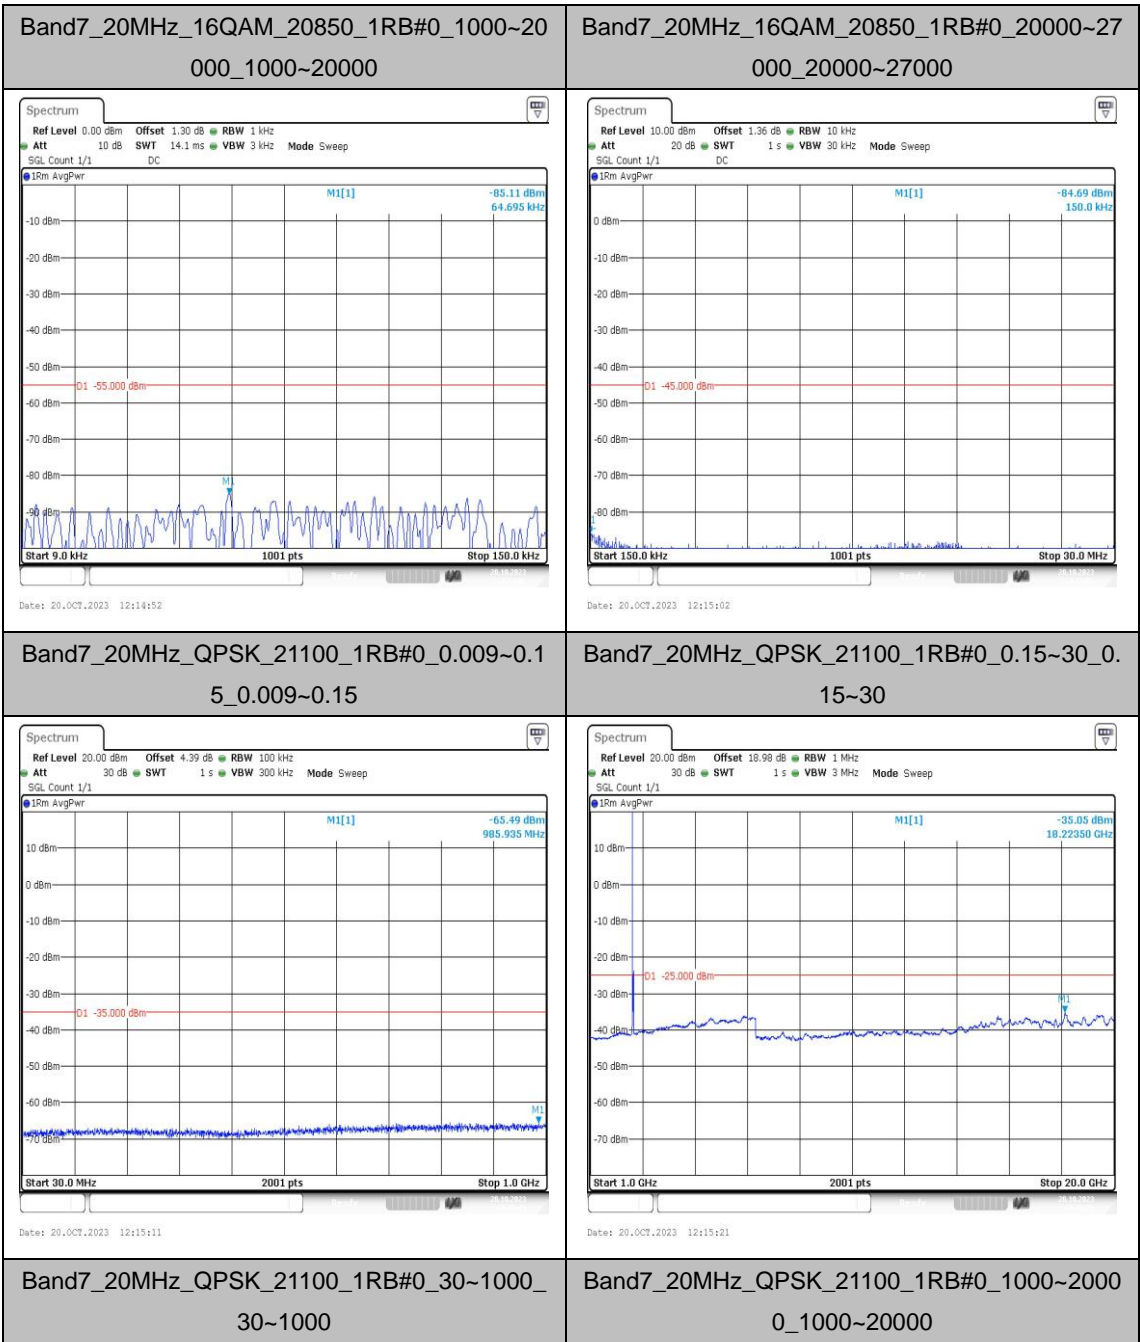 Band7_20MHz_16QAM_20850_1RB#0_1000~20
000_1000~20000
Band7_20MHz_16QAM_20850_1RB#0_20000~27
000_20000~27000
Spectrum
Ref Level 0.00 dBm Offset 1.30 dB RBW 1 kHz
Att 10 dB SWT 14.1 ms VBW 3 kHz Mode Sweep
SGL Count 1/1 DC
1Rm AvgPwr
M1[1] -85.11 dBm
64.695 kHz
-10 dBm
-20 dBm
-30 dBm
-40 dBm
-50 dBm
D1 -55.000 dBm
-60 dBm
-70 dBm
-80 dBm
M1
-90 dBm
Start 9.0 kHz 1001 pts Stop 150.0 kHz
Date: 20.OCT.2023 12:14:52
Spectrum
Ref Level 10.00 dBm Offset 1.36 dB RBW 10 kHz
Att 20 dB SWT 1 s VBW 30 kHz Mode Sweep
SGL Count 1/1 DC
1Rm AvgPwr
M1[1] -84.69 dBm
150.0 kHz
0 dBm
-10 dBm
-20 dBm
-30 dBm
-40 dBm
D1 -45.000 dBm
-50 dBm
-60 dBm
-70 dBm
-80 dBm
Start 150.0 kHz 1001 pts Stop 30.0 MHz
Date: 20.OCT.2023 12:15:02
Band7_20MHz_QPSK_21100_1RB#0_0.009~0.1
5_0.009~0.15
Band7_20MHz_QPSK_21100_1RB#0_0.15~30_0.
15~30
Spectrum
Ref Level 20.00 dBm Offset 4.39 dB RBW 100 kHz
Att 30 dB SWT 1 s VBW 300 kHz Mode Sweep
SGL Count 1/1
1Rm AvgPwr
M1[1] -65.49 dBm
985.935 MHz
10 dBm
0 dBm
-10 dBm
-20 dBm
-30 dBm
D1 -35.000 dBm
-40 dBm
-50 dBm
-60 dBm
M1
-70 dBm
Start 30.0 MHz 2001 pts Stop 1.0 GHz
Date: 20.OCT.2023 12:15:11
Spectrum
Ref Level 20.00 dBm Offset 18.98 dB RBW 1 MHz
Att 30 dB SWT 1 s VBW 3 MHz Mode Sweep
SGL Count 1/1
1Rm AvgPwr
M1[1] -35.05 dBm
18.22350 GHz
10 dBm
0 dBm
-10 dBm
-20 dBm
D1 -25.000 dBm
-30 dBm
M1
-40 dBm
-50 dBm
-60 dBm
-70 dBm
Start 1.0 GHz 2001 pts Stop 20.0 GHz
Date: 20.OCT.2023 12:15:21
Band7_20MHz_QPSK_21100_1RB#0_30~1000_
30~1000
Band7_20MHz_QPSK_21100_1RB#0_1000~2000
0_1000~20000